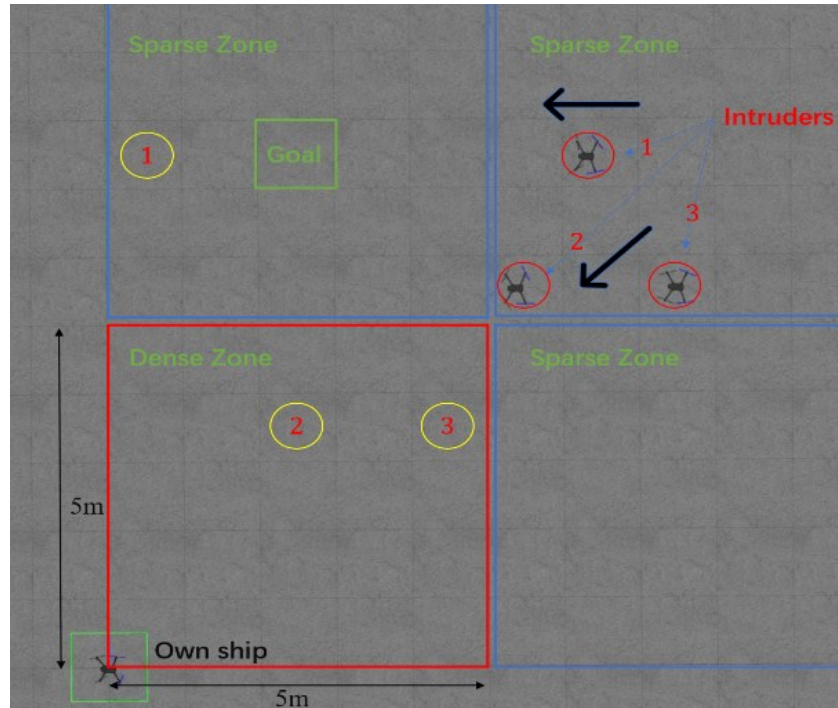 Sparse Zone
Sparse Zone
Intruders
1
Goal
1
3
2
Dense Zone
Sparse Zone
2
3
5m
Own ship
5m